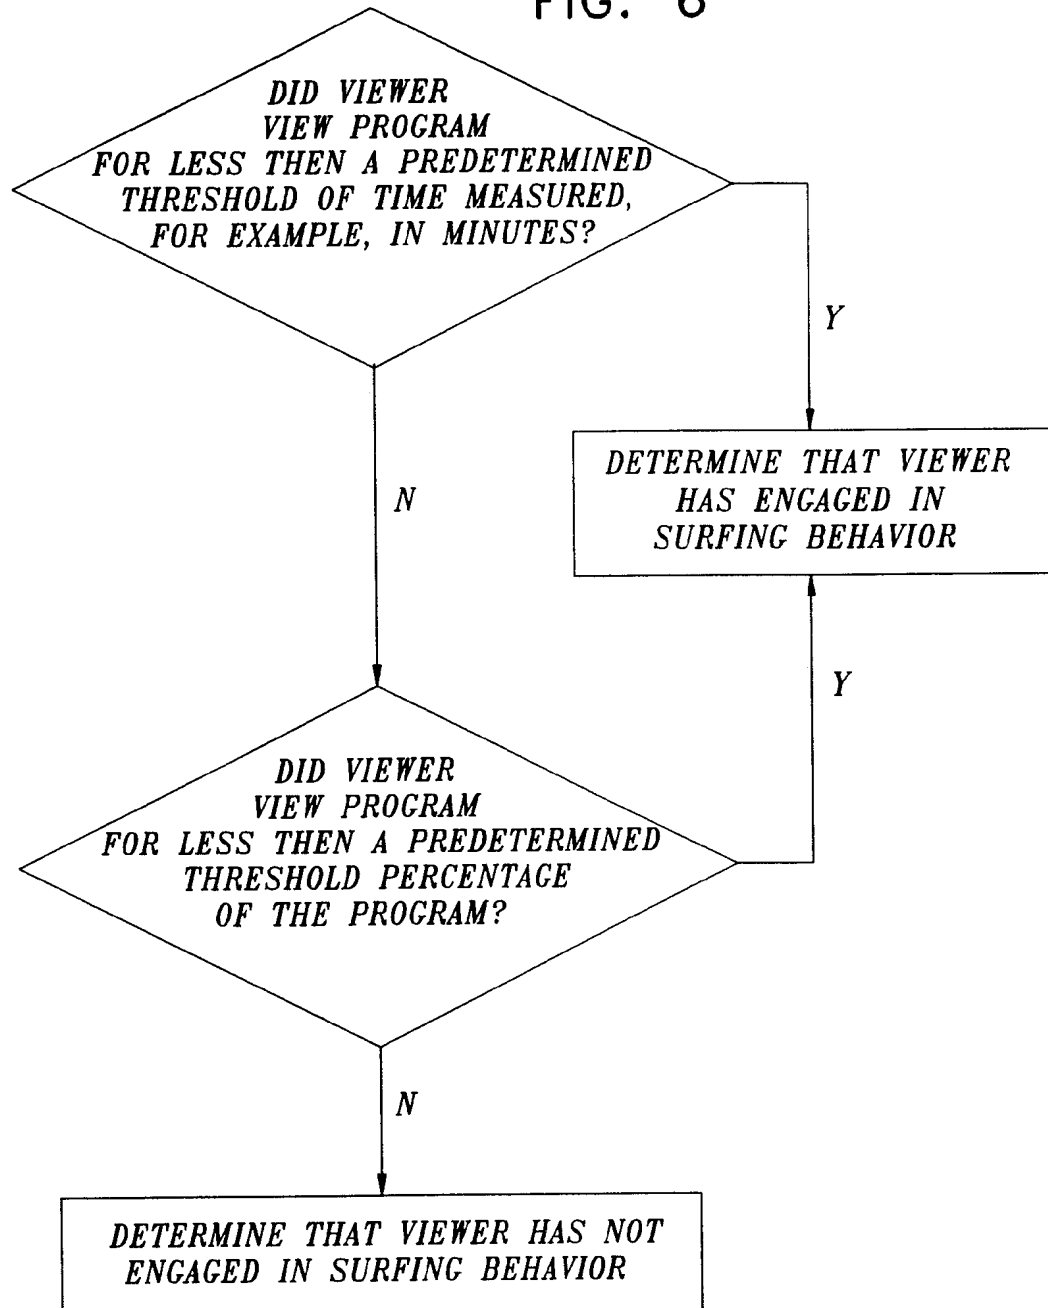 FIG. 6
DID VIEWER
VIEW PROGRAM
FOR LESS THEN A PREDETERMINED
THRESHOLD OF TIME MEASURED,
FOR EXAMPLE, IN MINUTES?
Y
N
DETERMINE THAT VIEWER
HAS ENGAGED IN
SURFING BEHAVIOR
Y
DID VIEWER
VIEW PROGRAM
FOR LESS THEN A PREDETERMINED
THRESHOLD PERCENTAGE
OF THE PROGRAM?
N
DETERMINE THAT VIEWER HAS NOT
ENGAGED IN SURFING BEHAVIOR